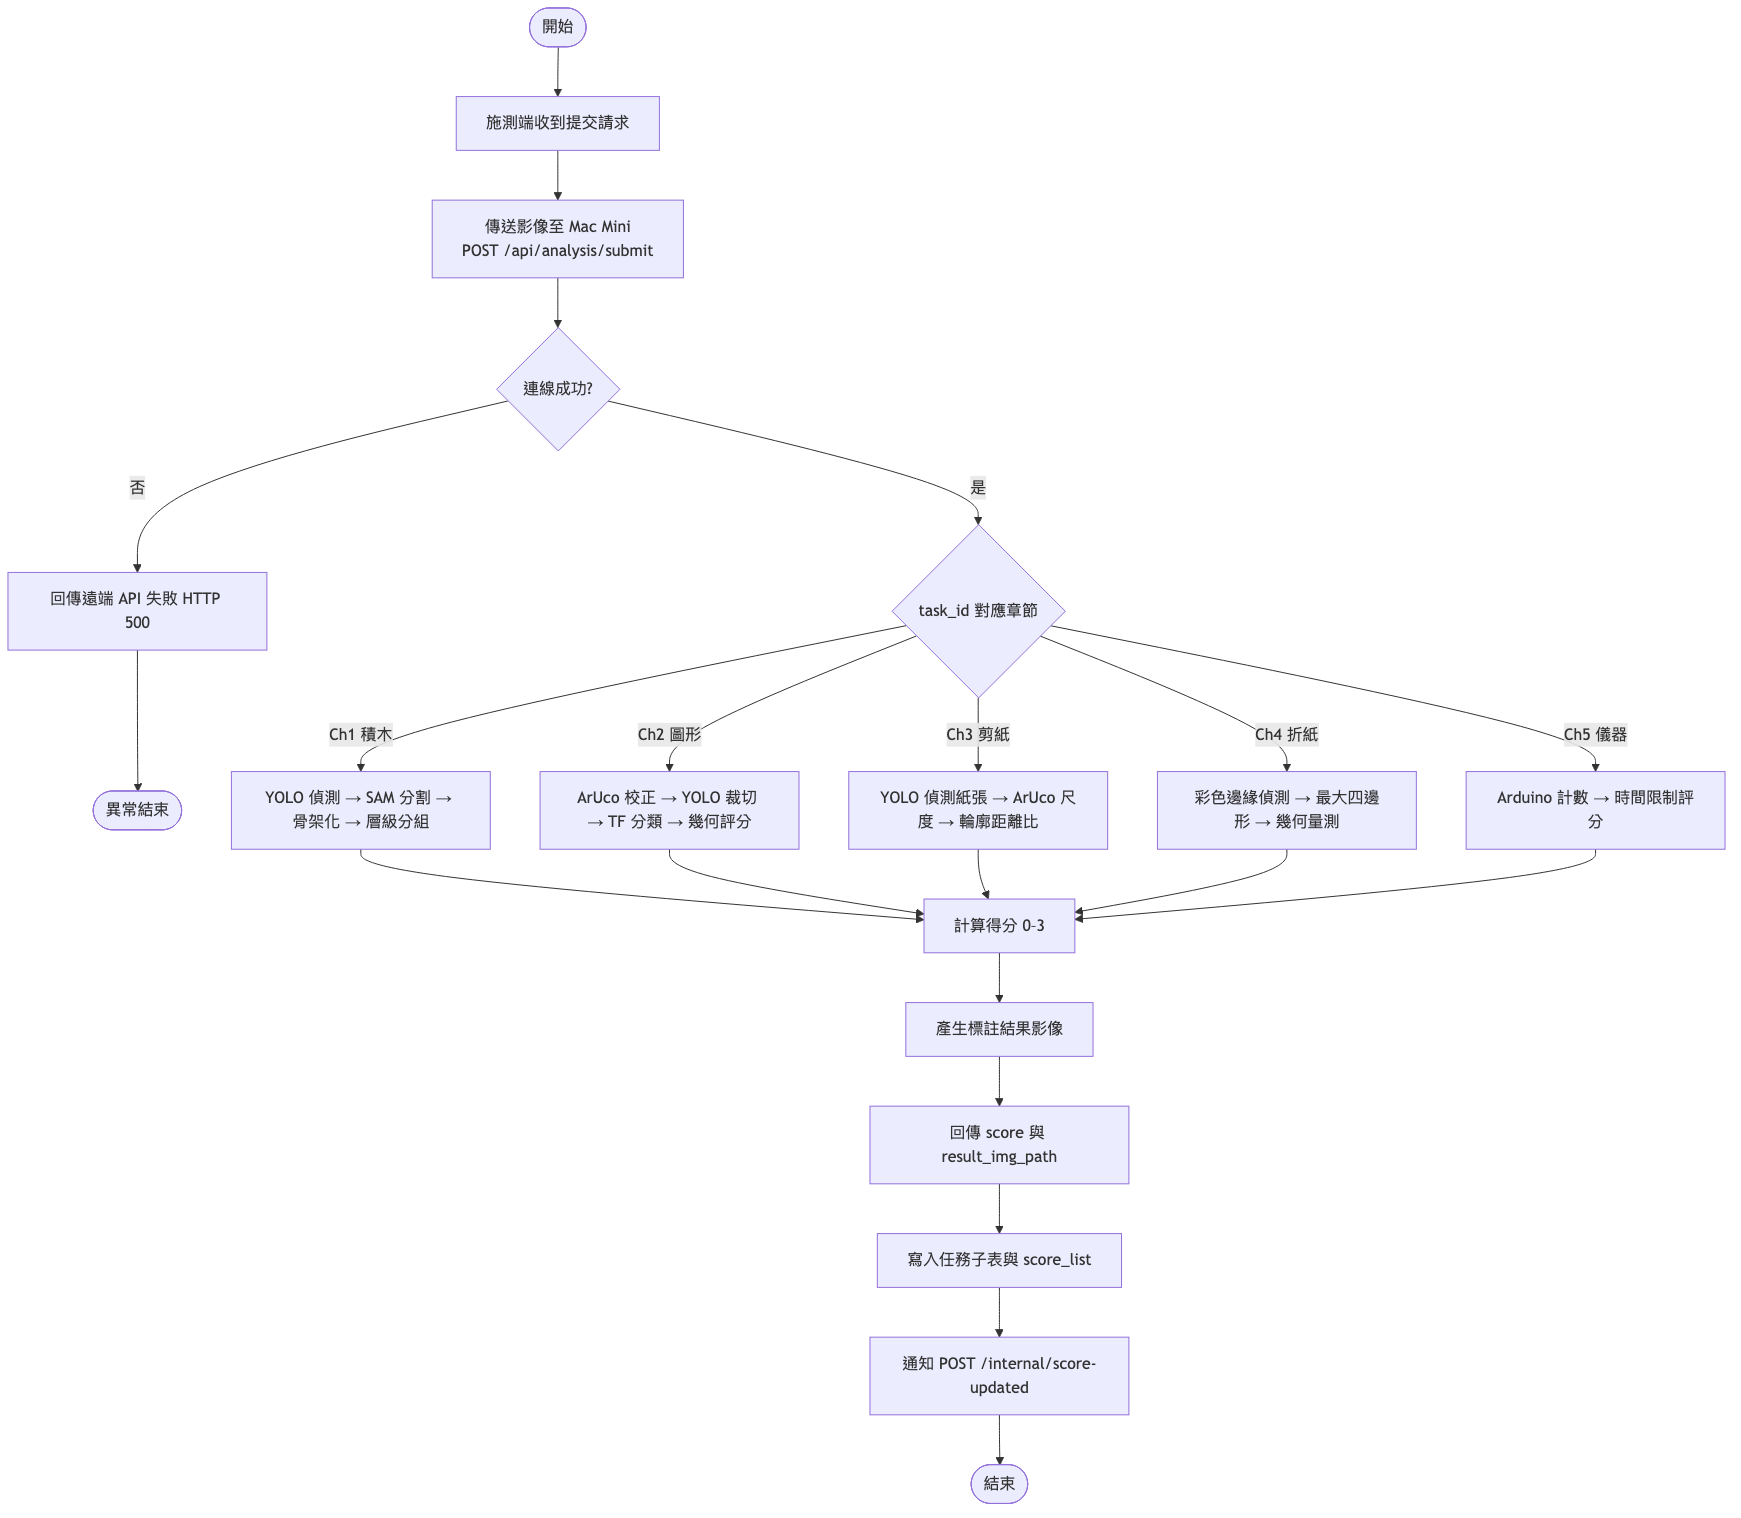 開始
施測端收到提交請求
傳送影像至 Mac Mini
POST /api/analysis/submit
連線成功?
否
是
回傳遠端 API 失敗 HTTP
500
task_id 對應章節
異常結束
Ch1 積木
Ch2 圖形
Ch3 剪紙
Ch4 折紙
Ch5 儀器
YOLO 偵測 → SAM 分割 →
骨架化 → 層級分組
ArUco 校正 → YOLO 裁切
→ TF 分類 → 幾何評分
YOLO 偵測紙張 → ArUco 尺
度 → 輪廓距離比
彩色邊緣偵測 → 最大四邊
形 → 幾何量測
Arduino 計數 → 時間限制評
分
計算得分 0-3
產生標註結果影像
回傳 score 與
result_img_path
寫入任務子表與 score_list
通知 POST /internal/score-
updated
結束